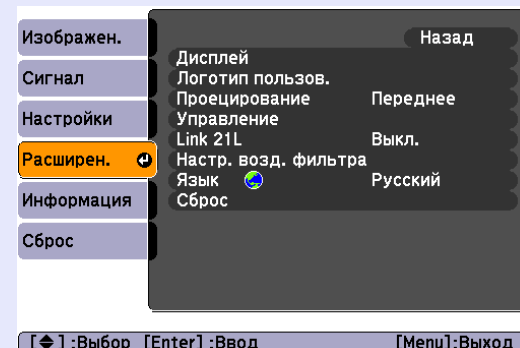 Изображен.
Сигнал
Настройки
Расширен.
Информация
Сброс
Назад
Дисплей
Логотип пользов.
Проецирование Переднее
Управление
Link 21L Выкл.
Настр. возд. фильтра
Язык Русский
Сброс
[ ] :Выбор [Enter] :Ввод [Menu]:Выход